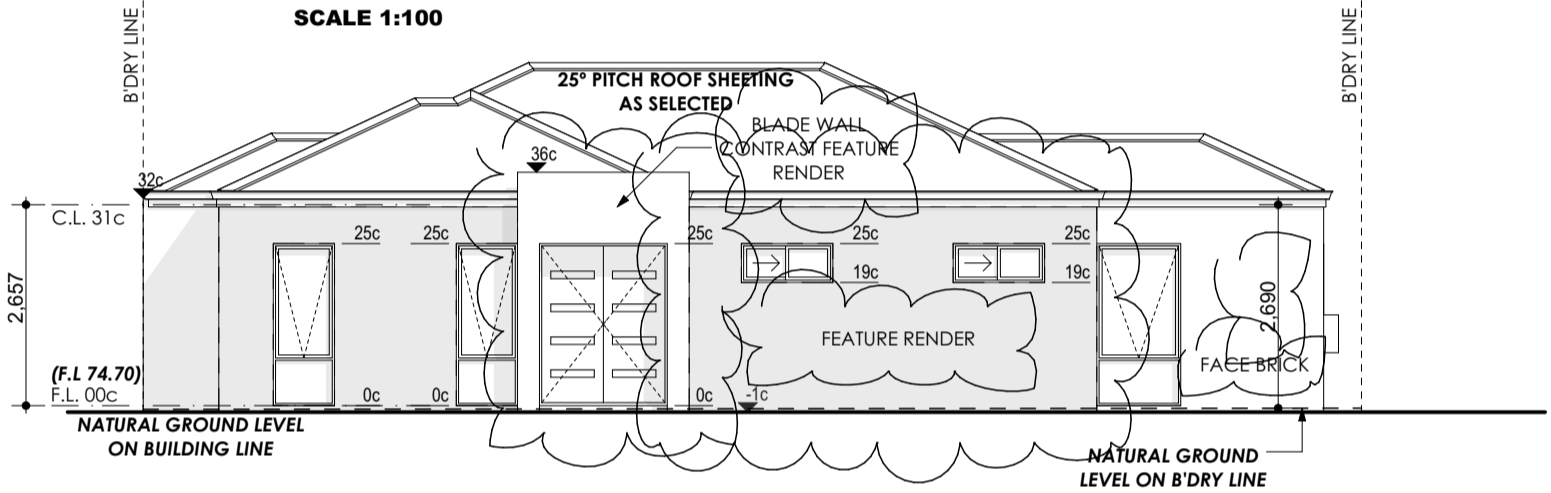 SCALE 1:100
B'DRY LINE
B'DRY LINE
25° PITCH ROOF SHEETING
AS SELECTED
BLADE WALL
CONTRAST FEATURE
RENDER
36c
32c
C.L. 31c
25c
25c
25c
25c
25c
19c
19c
2,657
2,690
FEATURE RENDER
FACE BRICK
(F.L 74.70)
F.L. 00c
0c
0c
0c
-1c
NATURAL GROUND LEVEL
ON BUILDING LINE
NATURAL GROUND
LEVEL ON B'DRY LINE